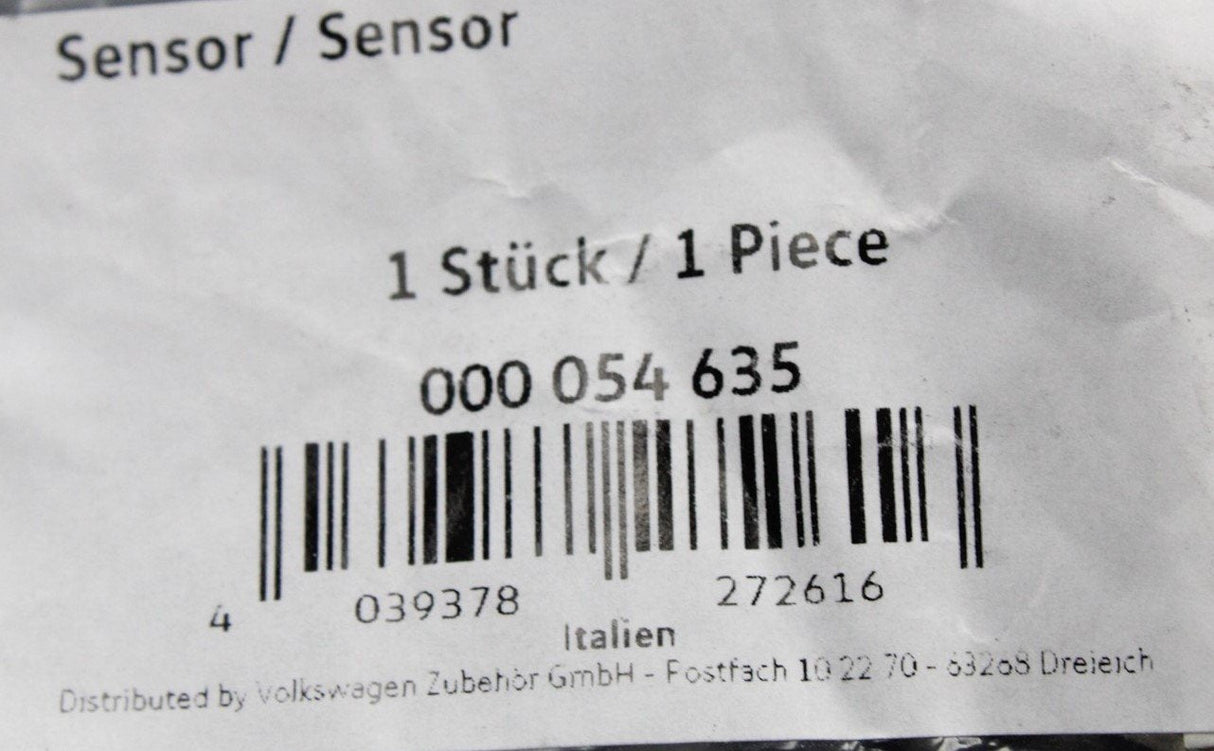 Sensor / Sensor
1 Stück / 1 Piece
000 054 635
4 039378 272616
Italien
Distributed by Volkswagen Zubehör GmbH - Postfach 10 22 70 - 63268 Dreieich